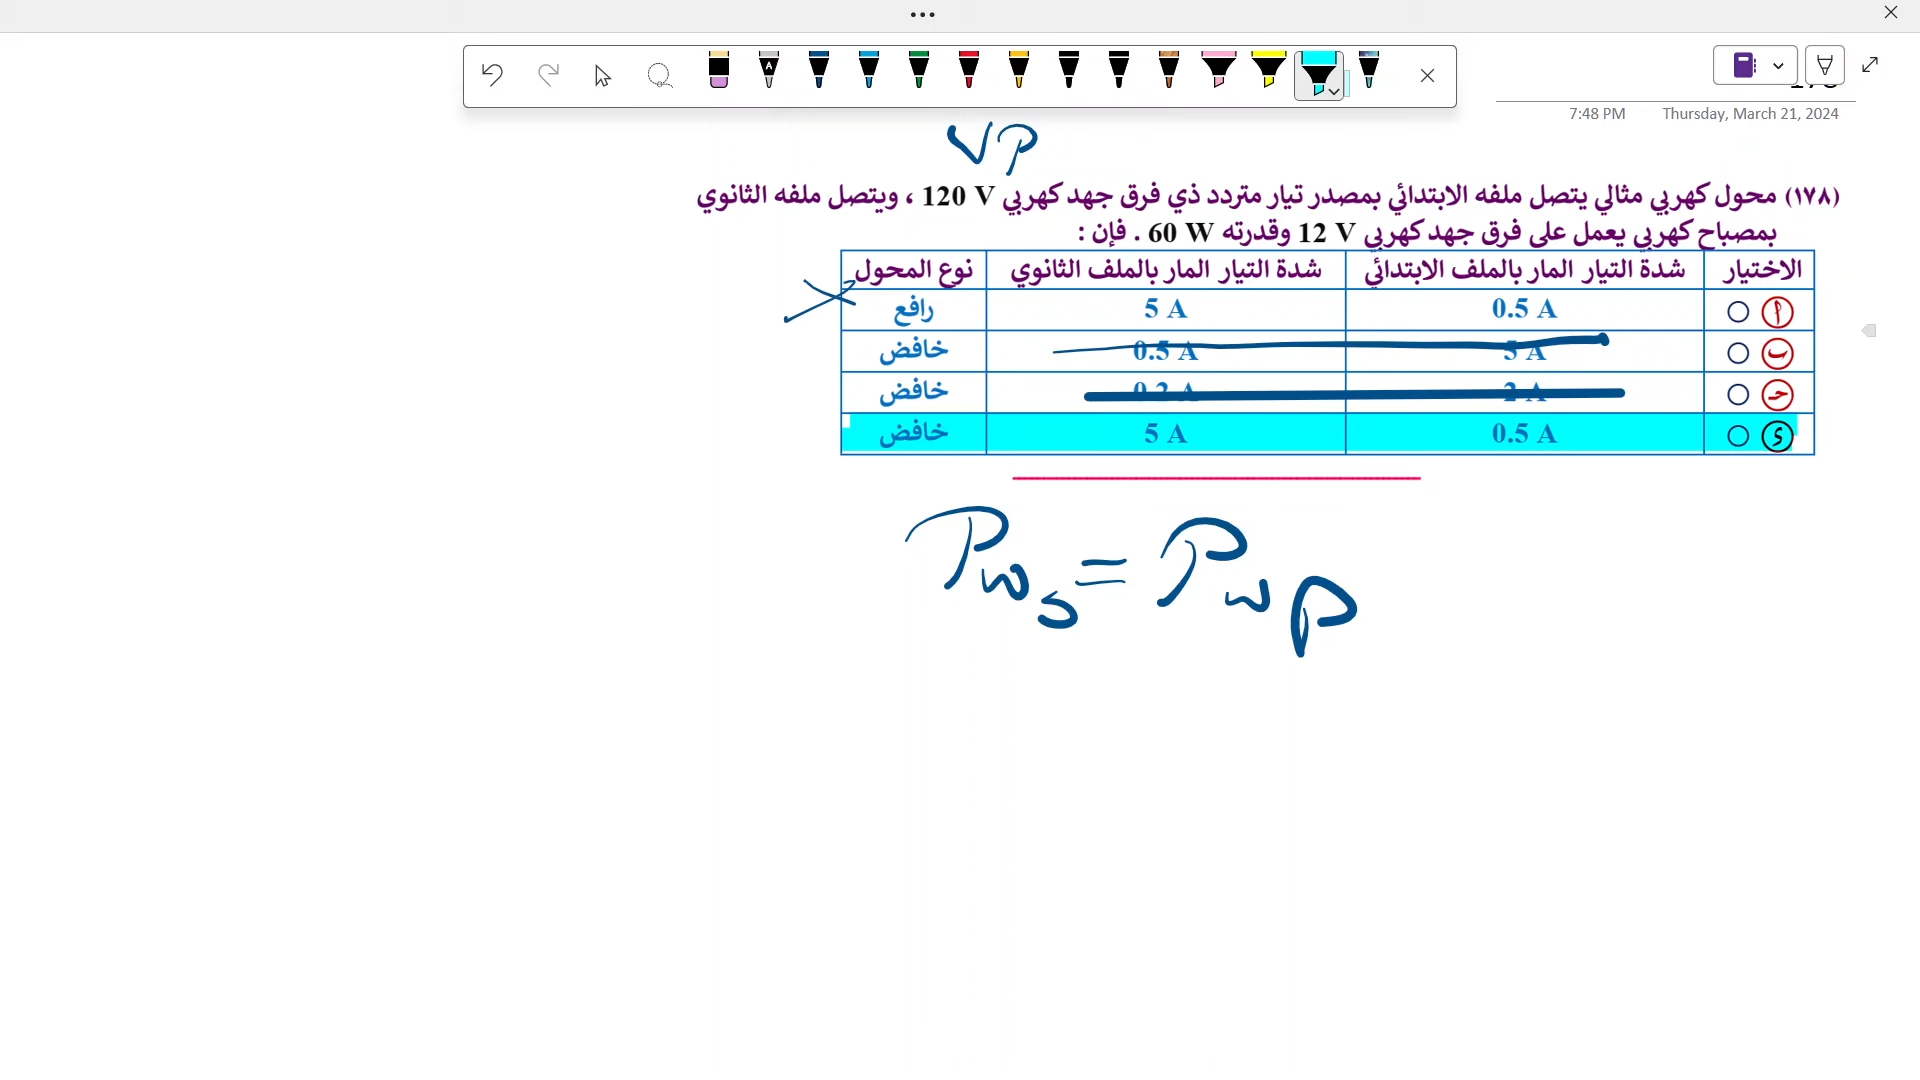 7:48 PM Thursday, March 21, 2024
VP
(١٧٨) محول كهربي مثالي يتصل ملفه الابتدائي بمصدر تيار متردد ذي فرق جهد كهربي 120 V ، ويتصل ملفه الثانوي
بمصباح كهربي يعمل على فرق جهد كهربي 12 V وقدرته 60 W . فإن :
الاختيار شدة التيار المار بالملف الابتدائي شدة التيار المار بالملف الثانوي نوع المحول
أ 0.5 A 5 A رافع
ب 5 A 0.5 A خافض
جـ 2 A 0.2 A خافض
د 0.5 A 5 A خافض
Pws = Pwp